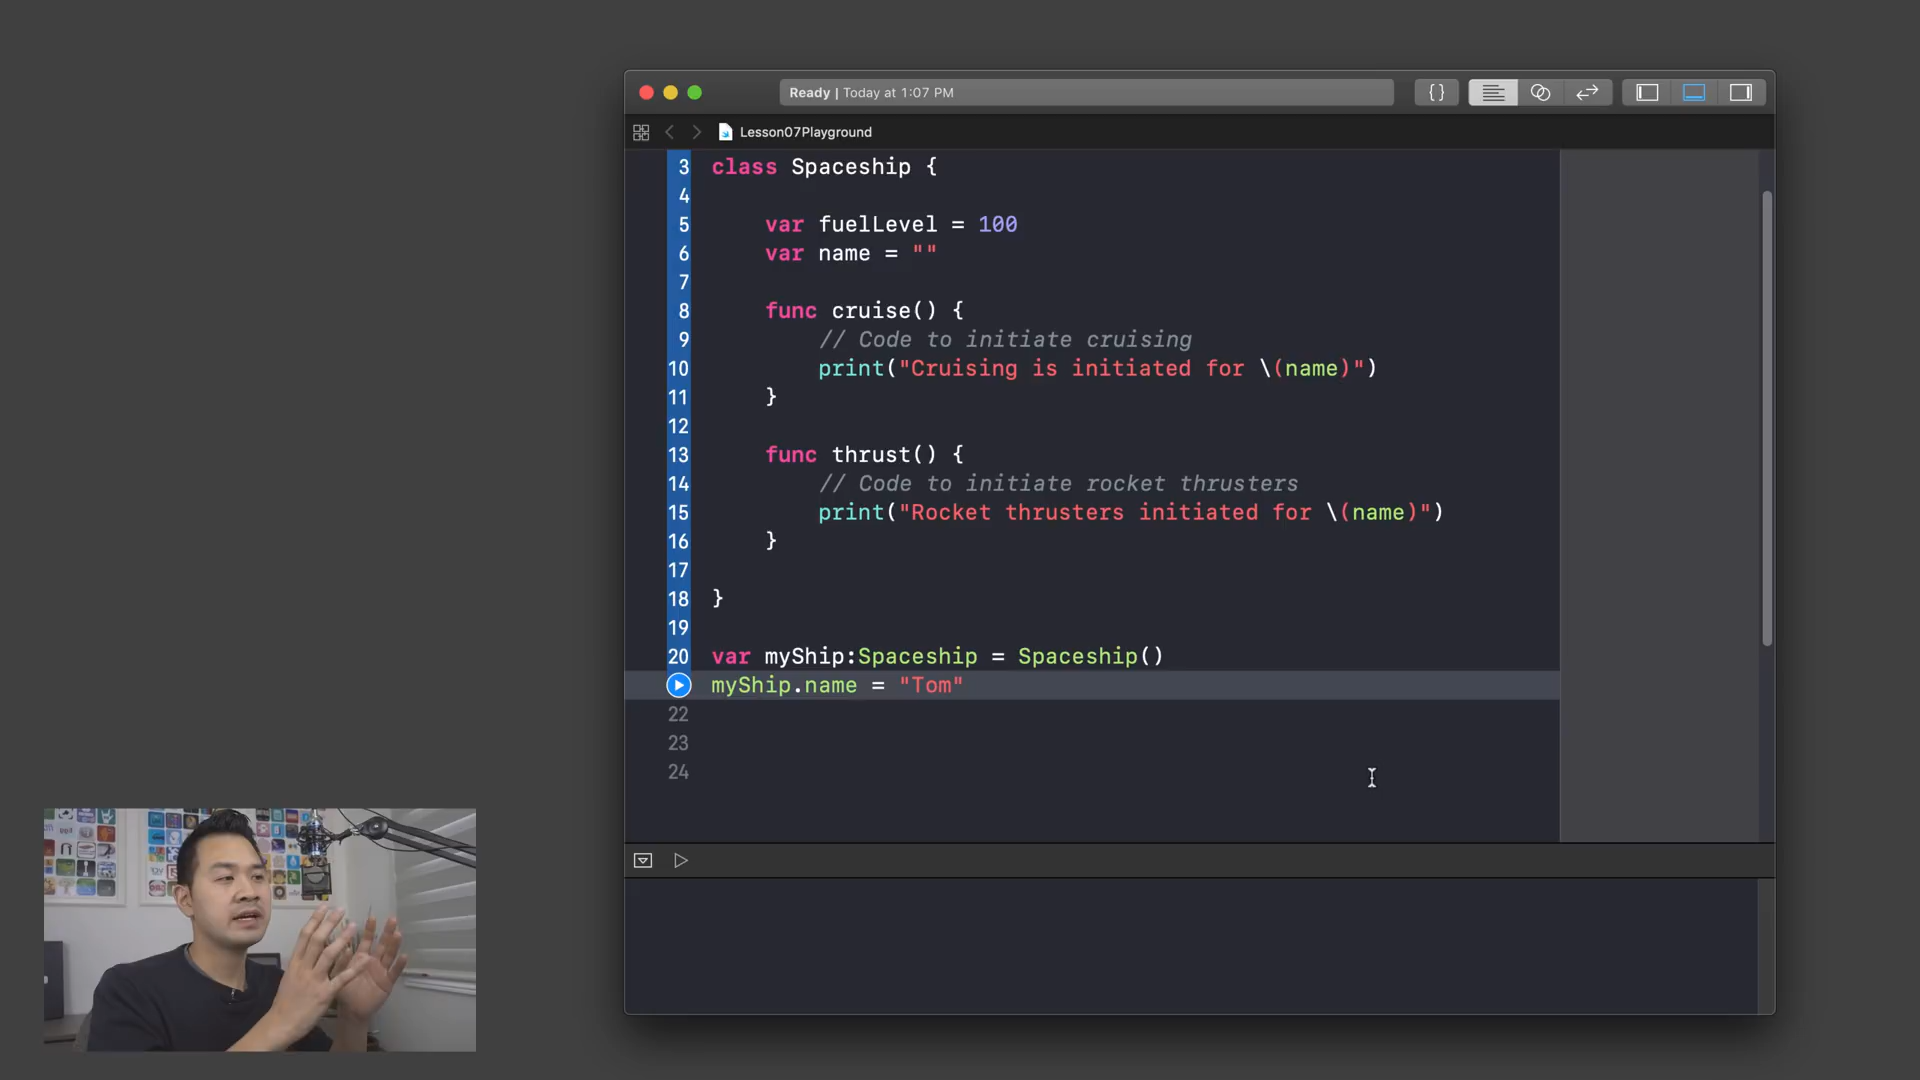 Ready | Today at 1:07 PM
{}
Lesson07Playground
3 class Spaceship {
4
5 var fuelLevel = 100
6 var name = ""
7
8 func cruise() {
9 // Code to initiate cruising
10 print("Cruising is initiated for \(name)")
11 }
12
13 func thrust() {
14 // Code to initiate rocket thrusters
15 print("Rocket thrusters initiated for \(name)")
16 }
17
18 }
19
20 var myShip:Spaceship = Spaceship()
myShip.name = "Tom"
22
23
24